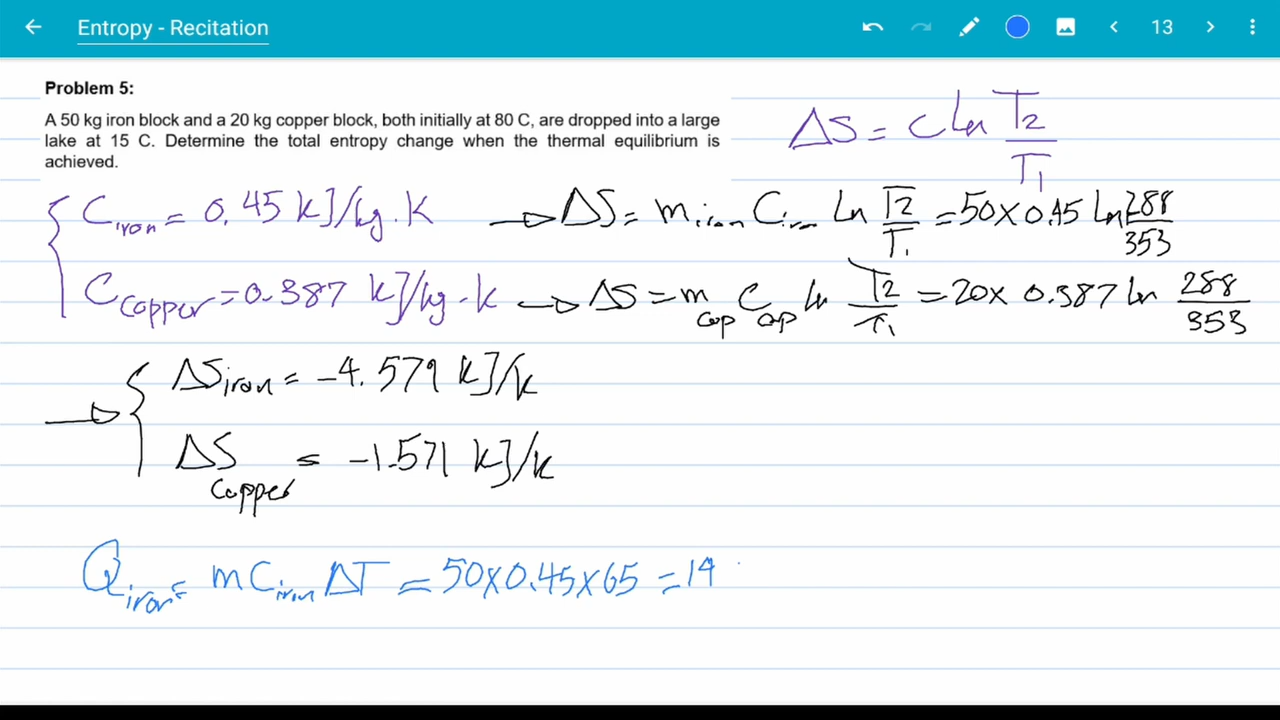 Entropy - Recitation
13
Problem 5:
A 50 kg iron block and a 20 kg copper block, both initially at 80 C, are dropped into a large
lake at 15 C. Determine the total entropy change when the thermal equilibrium is
achieved.
ΔS = C ln T2/T1
C iron = 0.45 kJ/kg.K → ΔS = m iron C iron ln T2/T1 = 50 × 0.45 ln 288/353
C copper = 0.387 kJ/kg.K → ΔS = m cop C cop ln T2/T1 = 20 × 0.387 ln 288/353
→ { ΔS iron = -4.579 kJ/K
ΔS copper = -1.571 kJ/K
Q iron = m C iron ΔT = 50 × 0.45 × 65 = 14